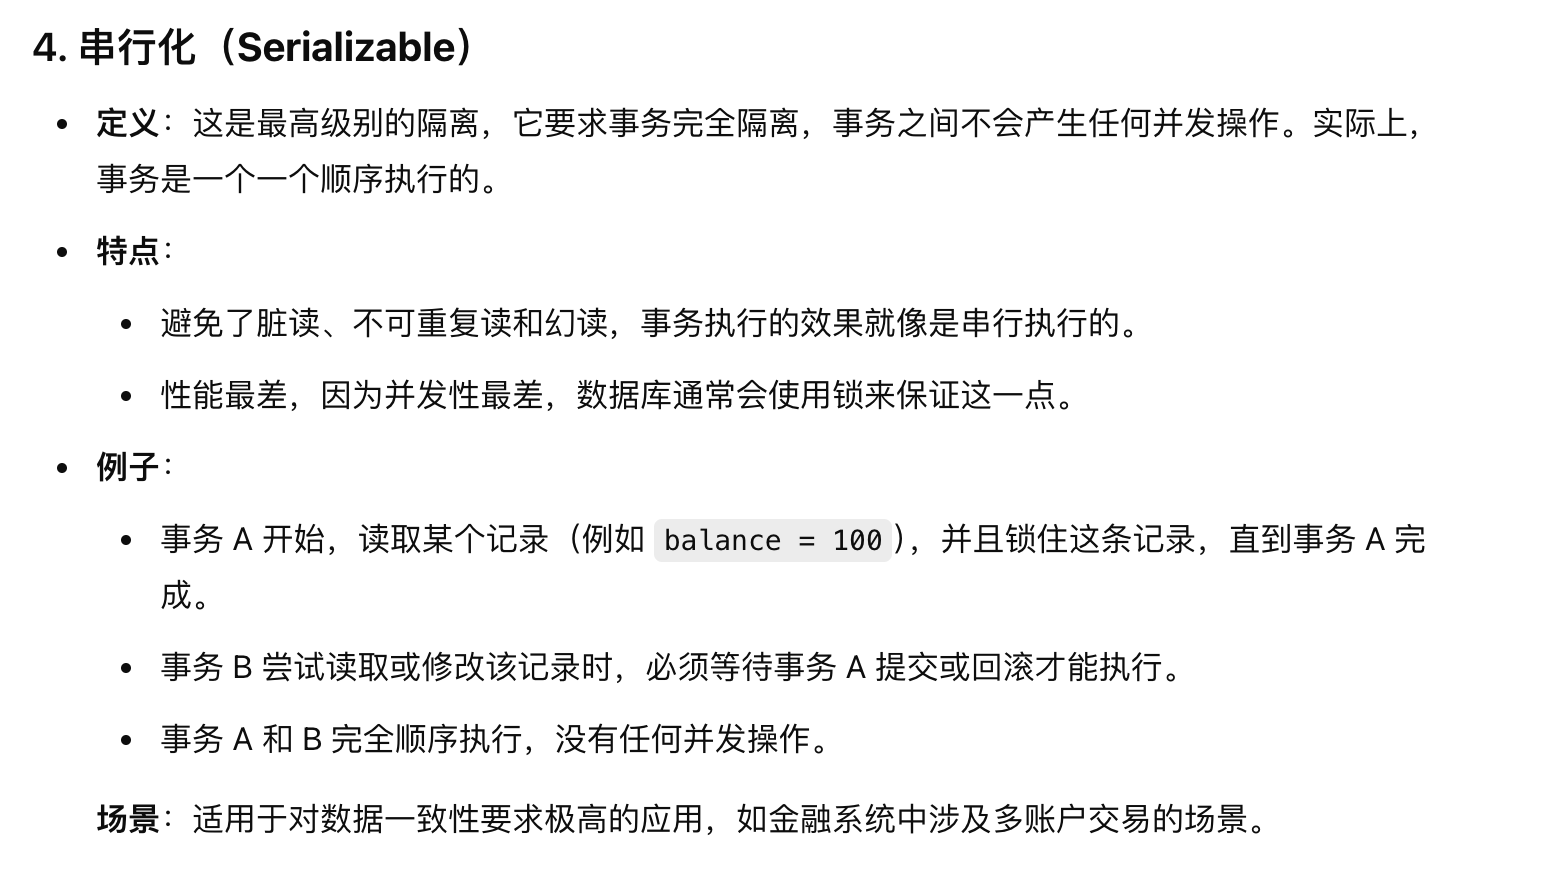 4. 串行化（Serializable）
• 定义：这是最高级别的隔离，它要求事务完全隔离，事务之间不会产生任何并发操作。实际上，
事务是一个一个顺序执行的。
• 特点：
• 避免了脏读、不可重复读和幻读，事务执行的效果就像是串行执行的。
• 性能最差，因为并发性最差，数据库通常会使用锁来保证这一点。
• 例子：
• 事务 A 开始，读取某个记录（例如 balance = 100），并且锁住这条记录，直到事务 A 完
成。
• 事务 B 尝试读取或修改该记录时，必须等待事务 A 提交或回滚才能执行。
• 事务 A 和 B 完全顺序执行，没有任何并发操作。
场景：适用于对数据一致性要求极高的应用，如金融系统中涉及多账户交易的场景。